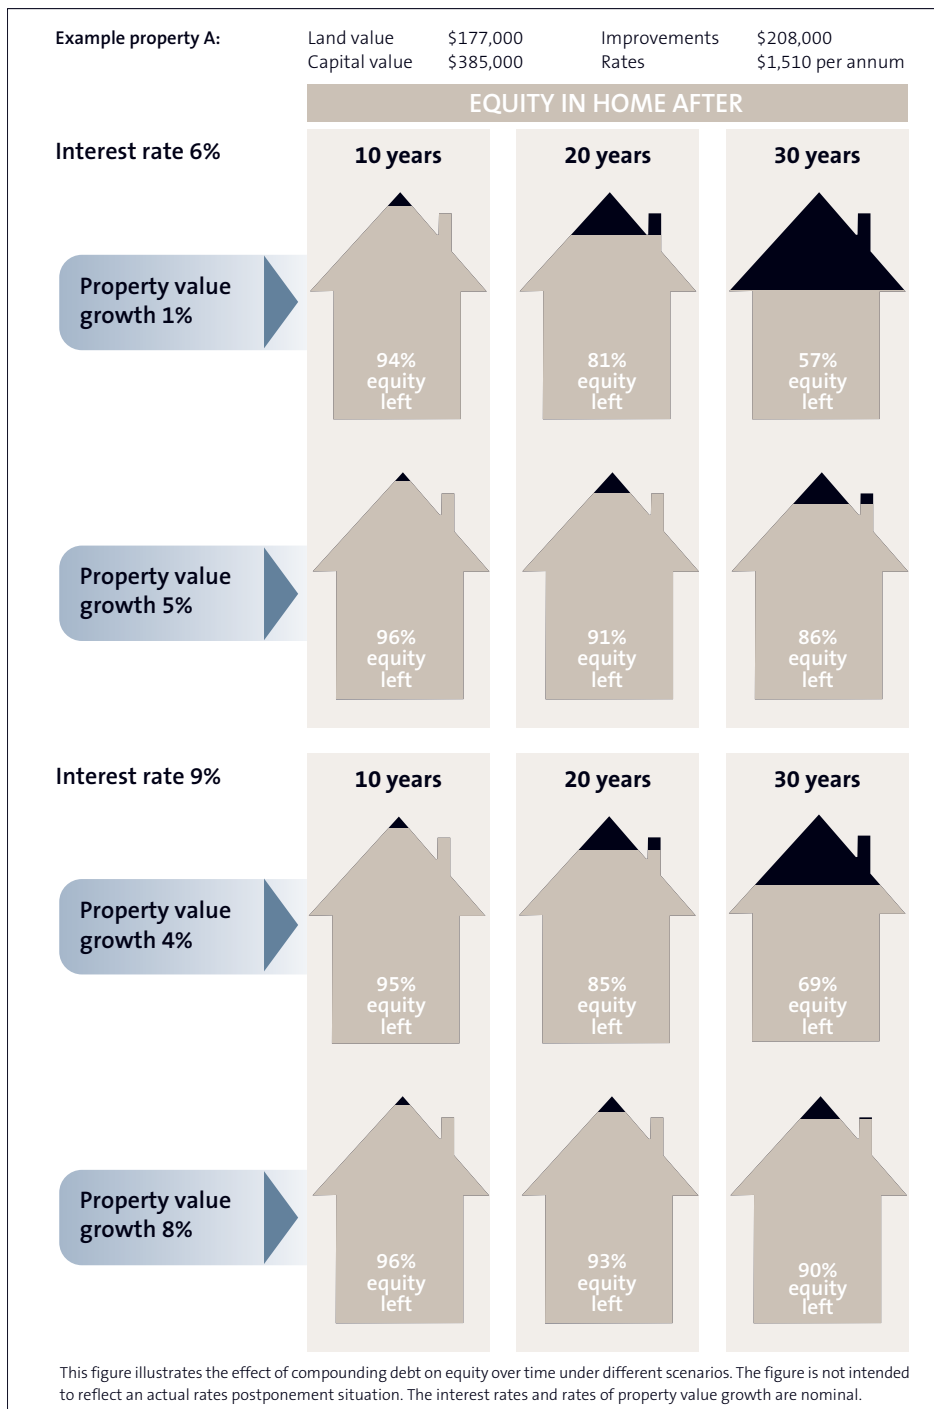 Example property A: Land value $177,000 Improvements $208,000
Capital value $385,000 Rates $1,510 per annum
EQUITY IN HOME AFTER
Interest rate 6% 10 years 20 years 30 years
Property value
growth 1%
94%
equity
left
81%
equity
left
57%
equity
left
Property value
growth 5%
96%
equity
left
91%
equity
left
86%
equity
left
Interest rate 9% 10 years 20 years 30 years
Property value
growth 4%
95%
equity
left
85%
equity
left
69%
equity
left
Property value
growth 8%
96%
equity
left
93%
equity
left
90%
equity
left
This figure illustrates the effect of compounding debt on equity over time under different scenarios. The figure is not intended
to reflect an actual rates postponement situation. The interest rates and rates of property value growth are nominal.